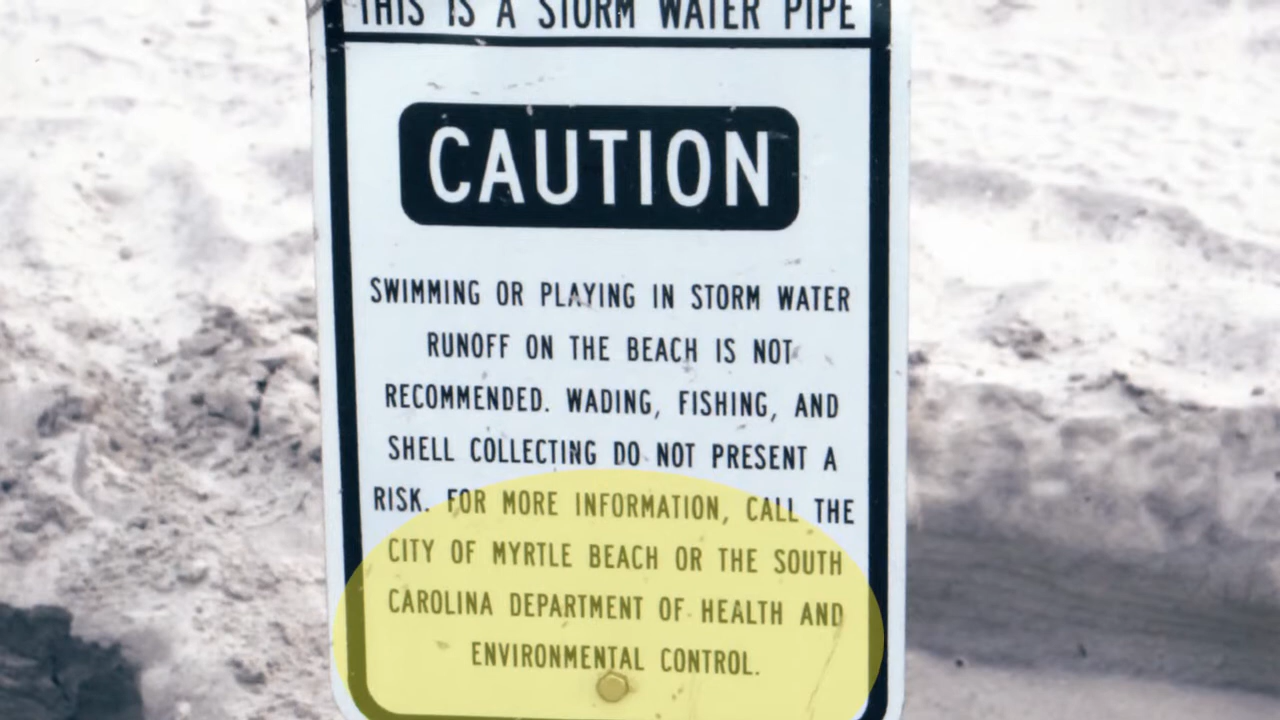 THIS IS A STORM WATER PIPE
CAUTION
SWIMMING OR PLAYING IN STORM WATER
RUNOFF ON THE BEACH IS NOT
RECOMMENDED. WADING, FISHING, AND
SHELL COLLECTING DO NOT PRESENT A
RISK. FOR MORE INFORMATION, CALL THE
CITY OF MYRTLE BEACH OR THE SOUTH
CAROLINA DEPARTMENT OF HEALTH AND
ENVIRONMENTAL CONTROL.